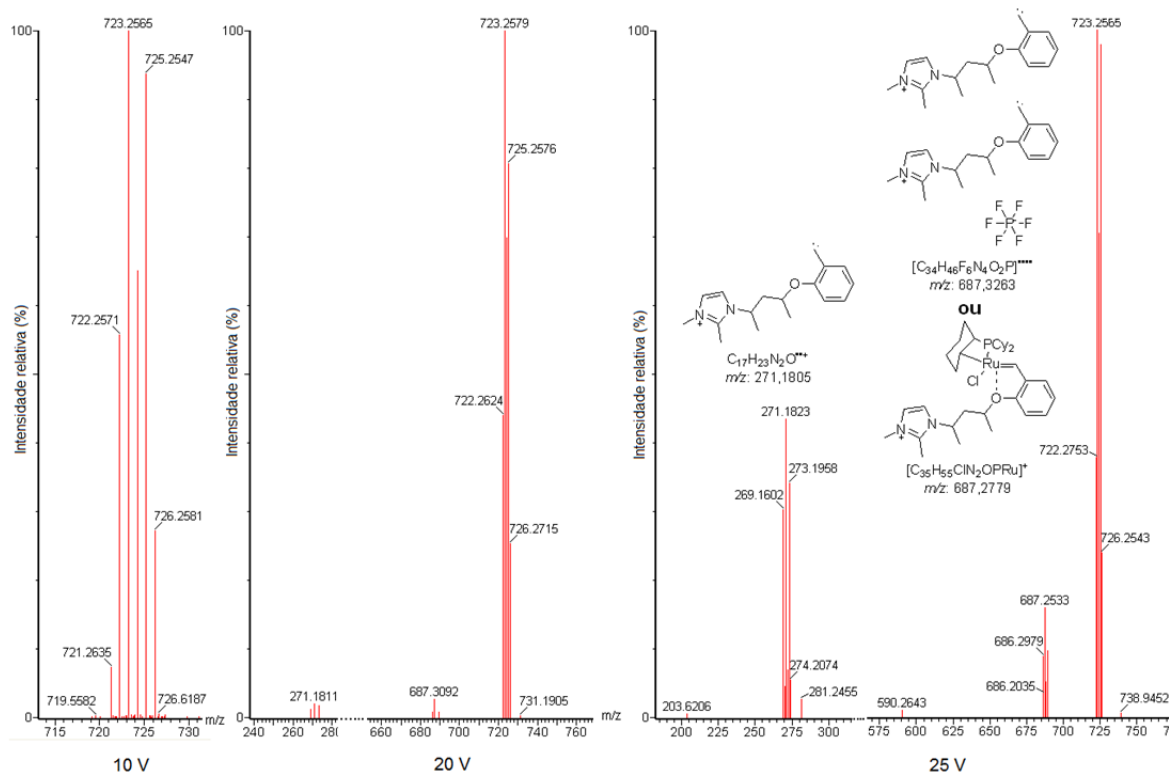 Intensidade relativa (%)
100
0
723.2565
725.2547
722.2571
726.2581
721.2635
719.5582
726.6187
m/z
715
720
725
730
10 V
Intensidade relativa (%)
100
0
723.2579
725.2576
722.2624
726.2715
271.1811
687.3092
731.1905
m/z
240
260
28
660
680
700
720
740
760
20 V
Intensidade relativa (%)
100
0
723.2565
N
N
+
O
N
N
+
O
F
F
F
P
F
F
F
[C34H46F6N4O2P]••••
m/z: 687,3263
ou
PCy2
Ru
Cl
O
N
N
+
[C35H55ClN2OPRu]+
m/z: 687,2779
N
N
+
O
C17H23N2O••+
m/z: 271,1805
271.1823
273.1958
269.1602
274.2074
281.2455
203.6206
722.2753
726.2543
687.2533
686.2979
686.2035
590.2643
738.9452
200
225
250
275
300
575
600
625
650
675
700
725
750
25 V